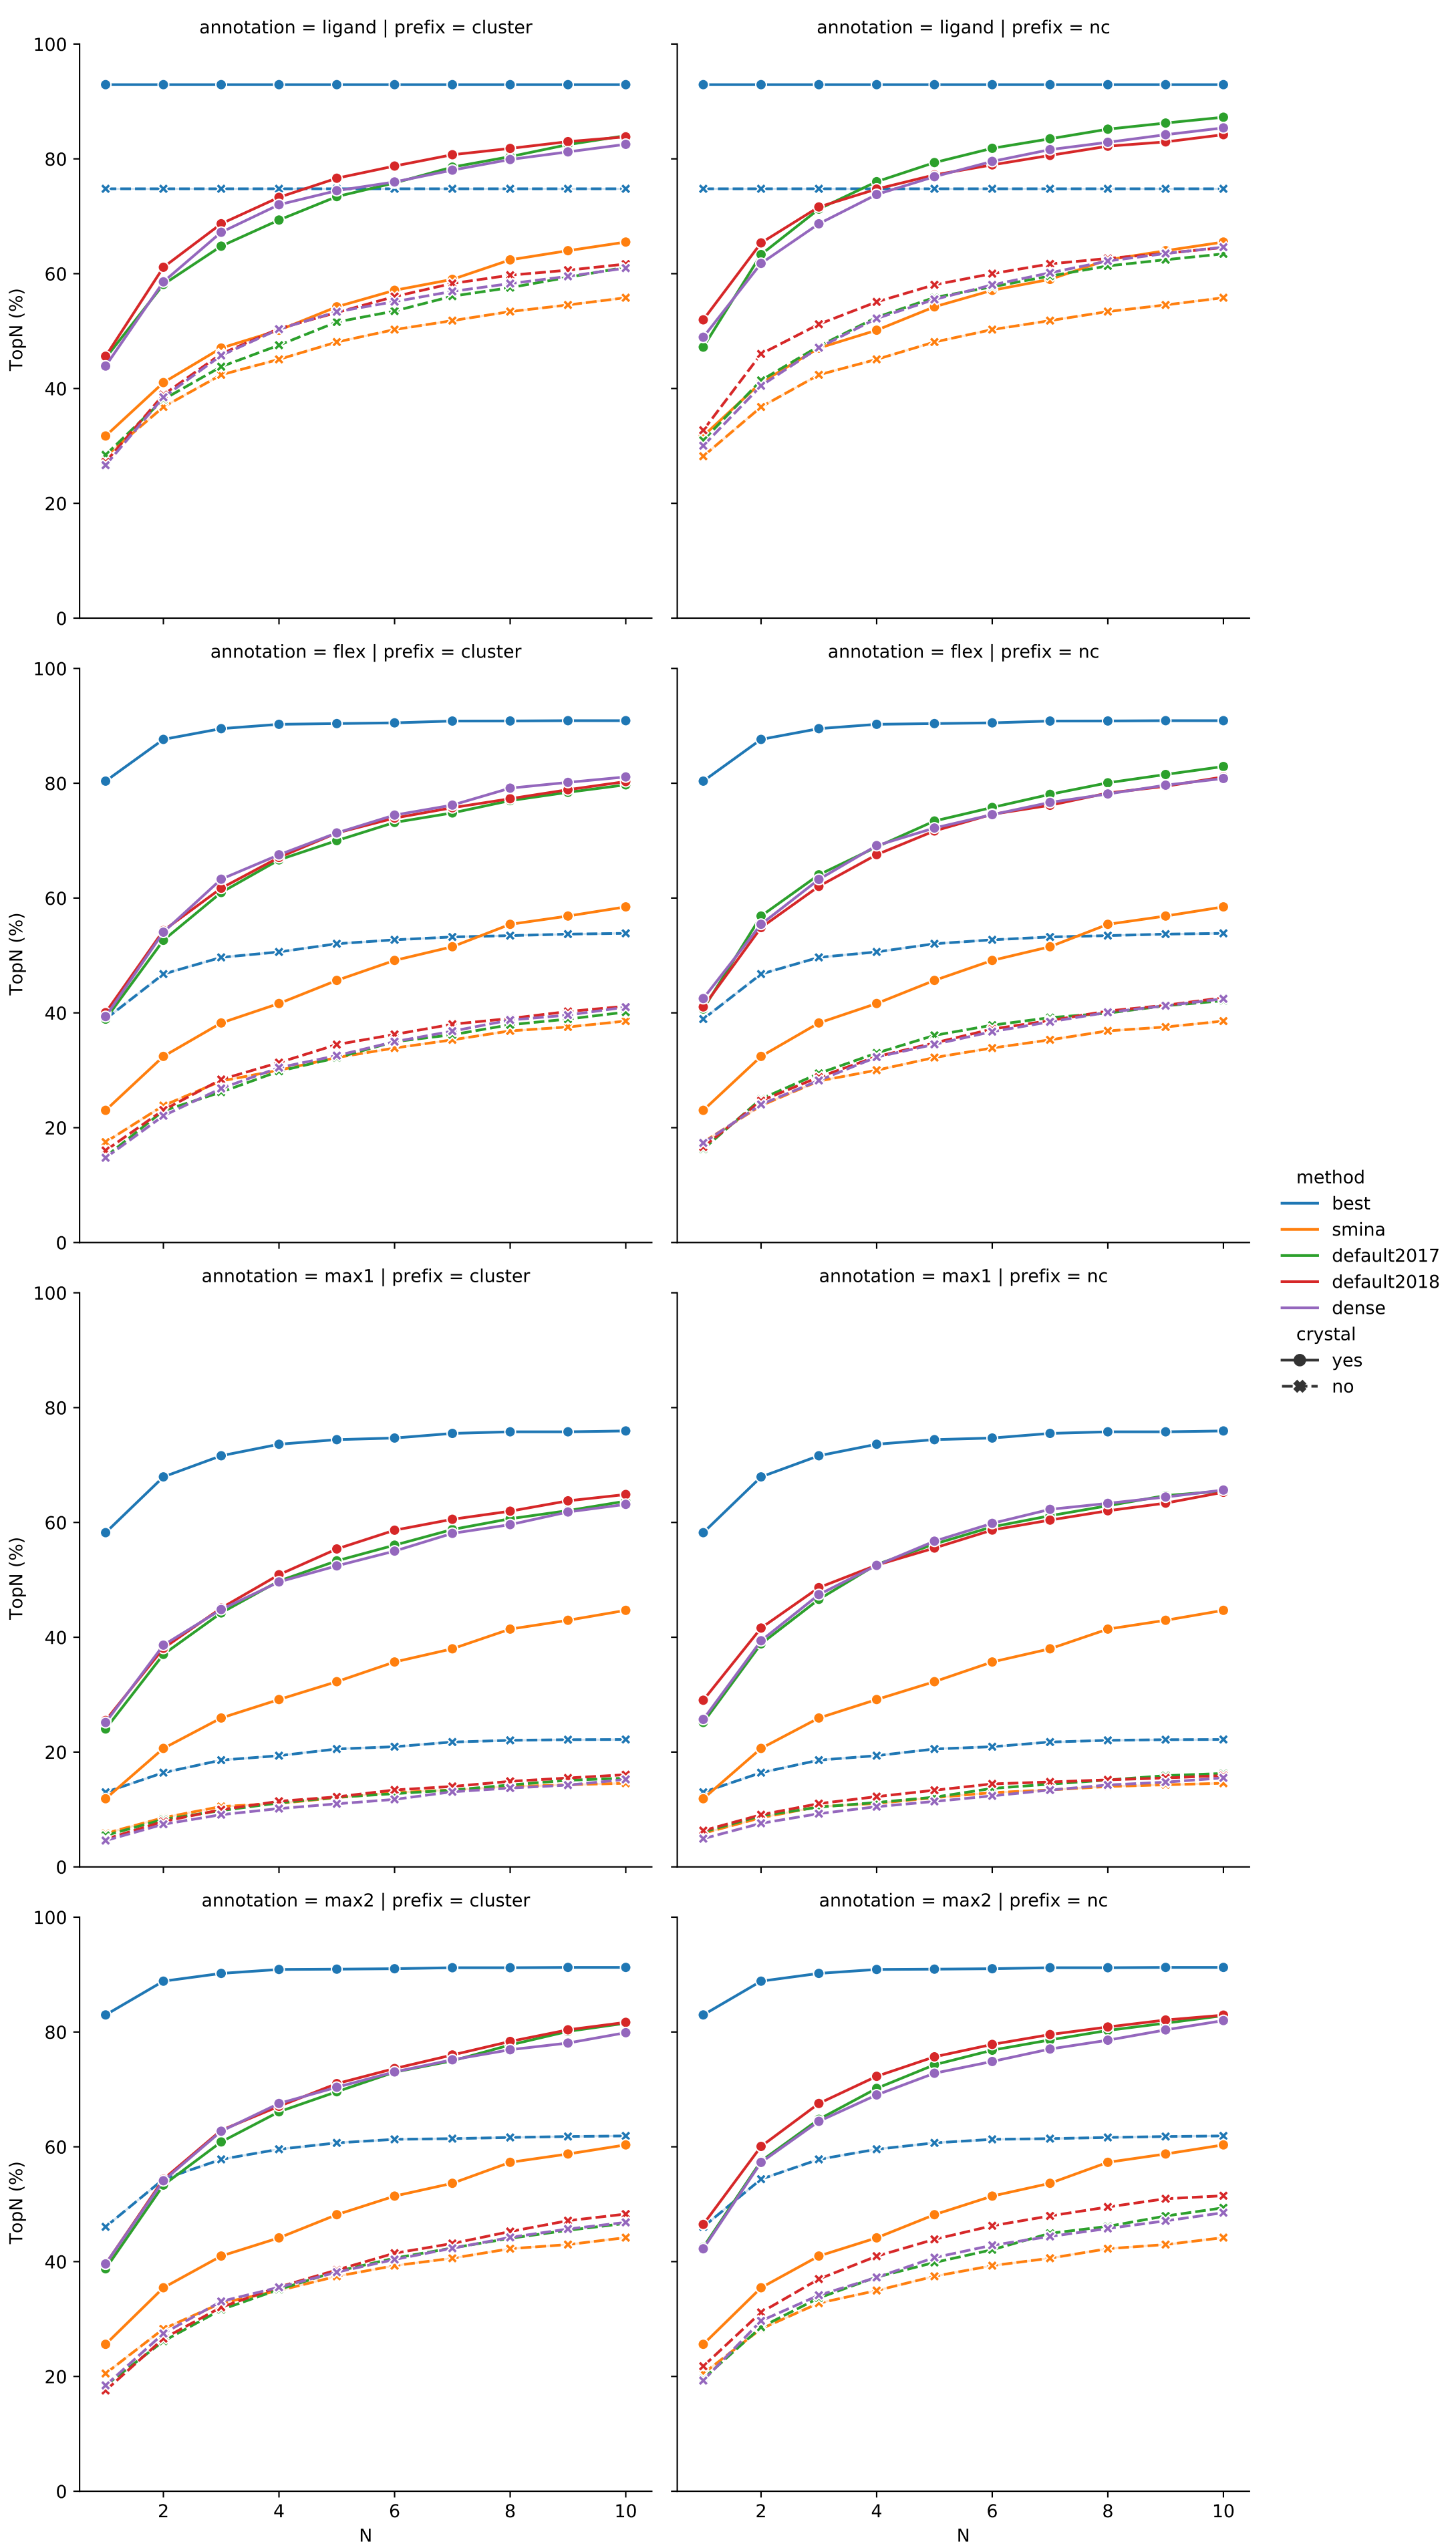 annotation = ligand | prefix = cluster
annotation = ligand | prefix = nc
100
80
60
40
20
0
TopN (%)
annotation = flex | prefix = cluster
annotation = flex | prefix = nc
100
80
60
40
20
0
TopN (%)
method
best
smina
default2017
default2018
dense
crystal
yes
no
annotation = max1 | prefix = cluster
annotation = max1 | prefix = nc
100
80
60
40
20
0
TopN (%)
annotation = max2 | prefix = cluster
annotation = max2 | prefix = nc
100
80
60
40
20
0
TopN (%)
2 4 6 8 10
N
2 4 6 8 10
N